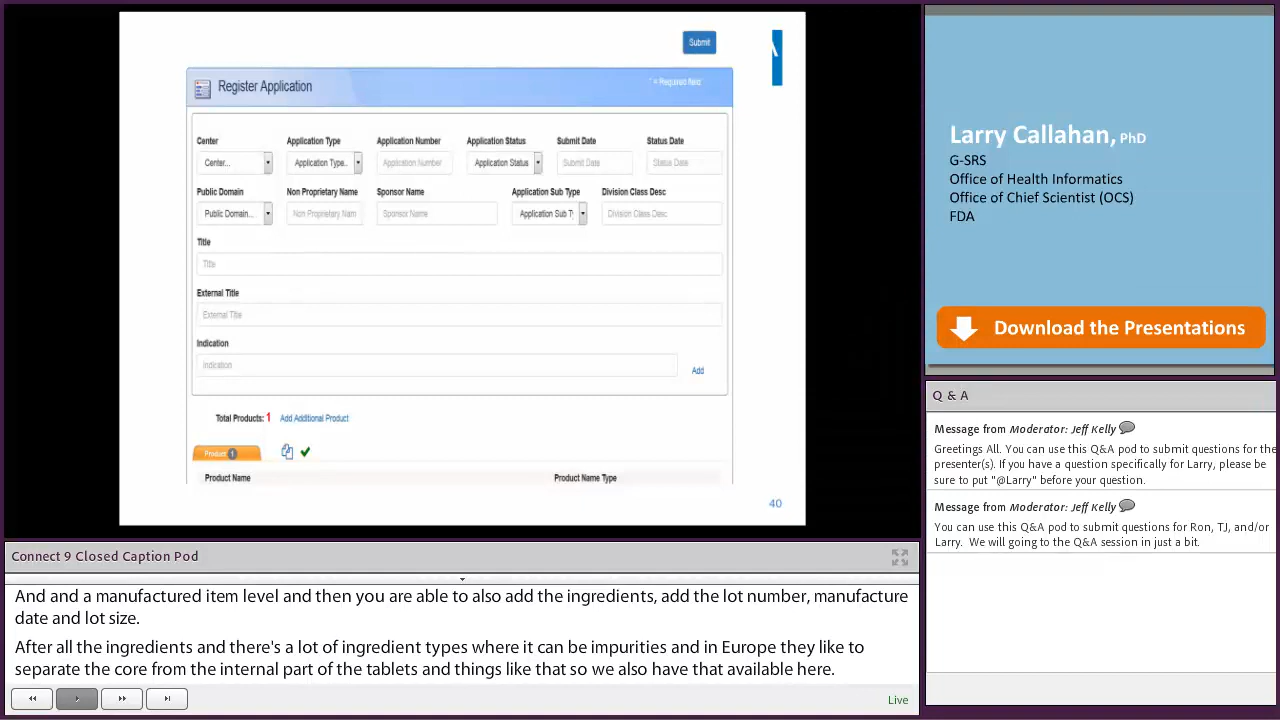 Submit
Register Application
* = Required field
Center Application Type Application Number Application Status Submit Date Status Date
Center... Application Type.. Application Number Application Status Submit Date Status Date
Public Domain Non Proprietary Name Sponsor Name Application Sub Type Division Class Desc
Public Domain... Non Proprietary Nam Sponsor Name Application Sub Ty Division Class Desc
Title
Title
External Title
External Title
Indication
Indication
Add
Total Products: 1 Add Additional Product
Product 1
Product Name Product Name Type
40
Larry Callahan, PhD
G-SRS
Office of Health Informatics
Office of Chief Scientist (OCS)
FDA
Download the Presentations
Q & A
Message from Moderator: Jeff Kelly
Greetings All. You can use this Q&A pod to submit questions for the
presenter(s). If you have a question specifically for Larry, please be
sure to put "@Larry" before your question.
Message from Moderator: Jeff Kelly
You can use this Q&A pod to submit questions for Ron, TJ, and/or
Larry. We will going to the Q&A session in just a bit.
Connect 9 Closed Caption Pod
And and a manufactured item level and then you are able to also add the ingredients, add the lot number, manufacture
date and lot size.
After all the ingredients and there's a lot of ingredient types where it can be impurities and in Europe they like to
separate the core from the internal part of the tablets and things like that so we also have that available here.
Live